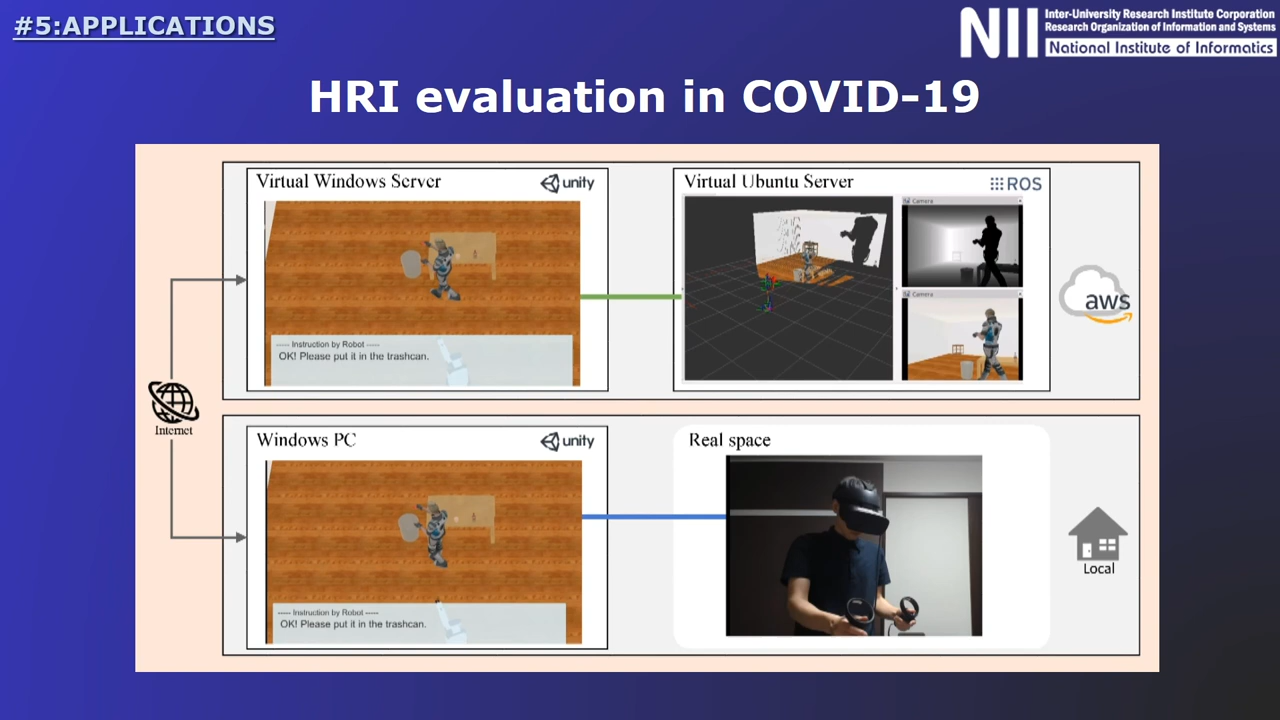 #5:APPLICATIONS
NII
Inter-University Research Institute Corporation
Research Organization of Information and Systems
National Institute of Informatics
HRI evaluation in COVID-19
Virtual Windows Server
unity
----- Instruction by Robot -----
OK! Please put it in the trashcan.
Virtual Ubuntu Server
ROS
Camera
Camera
aws
Internet
Windows PC
unity
----- Instruction by Robot -----
OK! Please put it in the trashcan.
Real space
Local